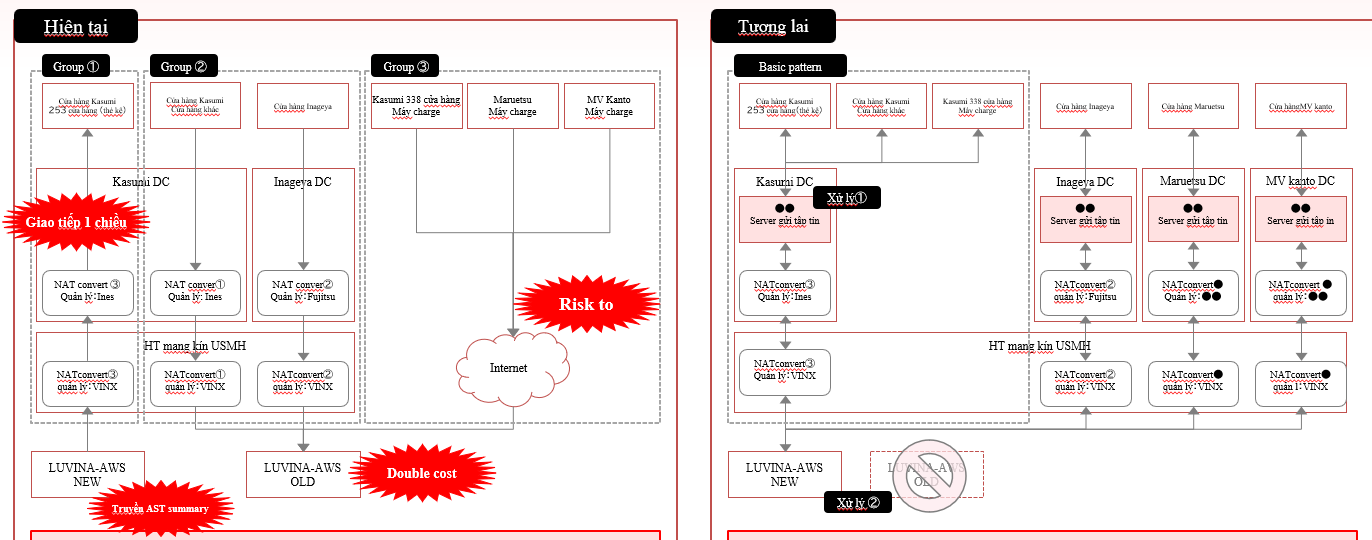 Hiện tại
Group ①
Group ②
Group ③
Cửa hàng Kasumi
253 cửa hàng (thẻ kệ)
Cửa hàng Kasumi
Cửa hàng khác
Cửa hàng Inageya
Kasumi 338 cửa hàng
Máy charge
Maruetsu
Máy charge
MV Kanto
Máy charge
Kasumi DC
Inageya DC
Giao tiếp 1 chiều
NAT convert ③
Quản lý:Ines
NAT conver①
Quản lý: Ines
NAT conver②
Quản lý:Fujitsu
Risk to
HT mạng kín USMH
NATconvert③
quản lý:VINX
NATconvert①
quản lý:VINX
NATconvert②
quản lý:VINX
Internet
LUVINA-AWS
NEW
LUVINA-AWS
OLD
Double cost
Truyền AST summary
Tương lai
Basic pattern
Cửa hàng Kasumi
253 cửa hàng (thẻ kệ)
Cửa hàng Kasumi
Cửa hàng khác
Kasumi 338 cửa hàng
Máy charge
Cửa hàng Inageya
Cửa hàng Maruetsu
Cửa hàngMV kanto
Kasumi DC
Inageya DC
Maruetsu DC
MV kanto DC
Xử lý①
●●
Server gửi tập tin
●●
Server gửi tập tin
●●
Server gửi tập tin
●●
Server gửi tập in
NATconvert③
Quản lý:Ines
NATconvert②
quản lý:Fujitsu
NATconvert●
Quản lý:●●
NATconvert ●
quản lý:●●
HT mạng kín USMH
NATconvert③
Quản lý:VINX
NATconvert②
quản lý:VINX
NATconvert●
quản lý:VINX
NATconvert●
quản l:VINX
LUVINA-AWS
NEW
LUVINA-AWS
OLD
Xử lý ②